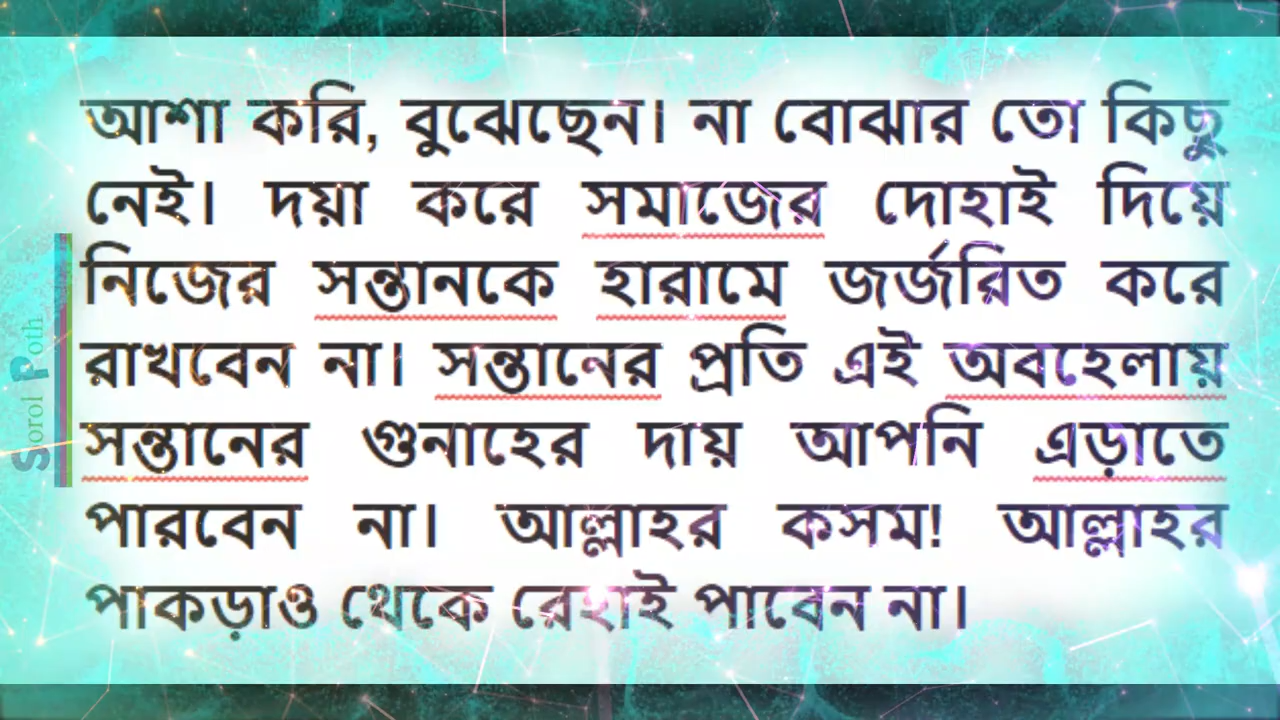 আশা করি, বুঝেছেন। না বোঝার তো কিছু
নেই। দয়া করে সমাজের দোহাই দিয়ে
নিজের সন্তানকে হারামে জর্জরিত করে
রাখবেন না। সন্তানের প্রতি এই অবহেলায়
সন্তানের গুনাহের দায় আপনি এড়াতে
পারবেন না। আল্লাহর কসম! আল্লাহর
পাকড়াও থেকে রেহাই পাবেন না।
Sorol Poth